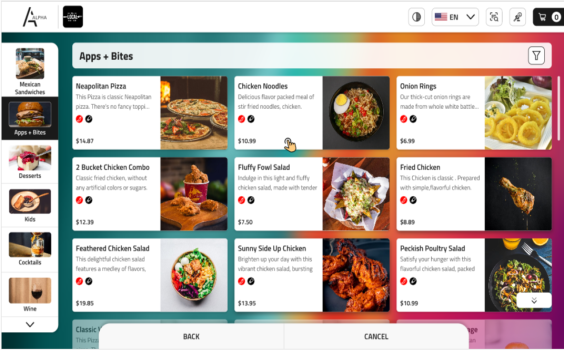 ALPHA
LOCAL
EN
0
Mexican
Sandwiches
Apps + Bites
Desserts
Kids
Cocktails
Wine
Apps + Bites
Neapolitan Pizza
This Pizza is classic Neapolitan
pizza. There's no fancy toppi...
$14.87
Chicken Noodles
Delicious flavor packed meal of
stir fried noodles, chicken.
$10.99
Onion Rings
Our thick-cut onion rings are
made from whole white battle...
$6.99
2 Bucket Chicken Combo
Classic fried chicken, without
any artificial colors or sugars.
$12.39
Fluffy Fowl Salad
Indulge in this light and fluffy
chicken salad, made with tender
$7.50
Fried Chicken
This Chicken is classic . Prepared
with simple,flavorful chicken.
$8.89
Feathered Chicken Salad
This delightful chicken salad
features a medley of flavors,
$19.85
Sunny Side Up Chicken
Brighten up your day with this
vibrant chicken salad, bursting
$13.95
Peckish Poultry Salad
Satisfy your hunger with this
flavorful chicken salad, packed
$10.99
Classic
This Pizza
pizza. Th
BACK
CANCEL